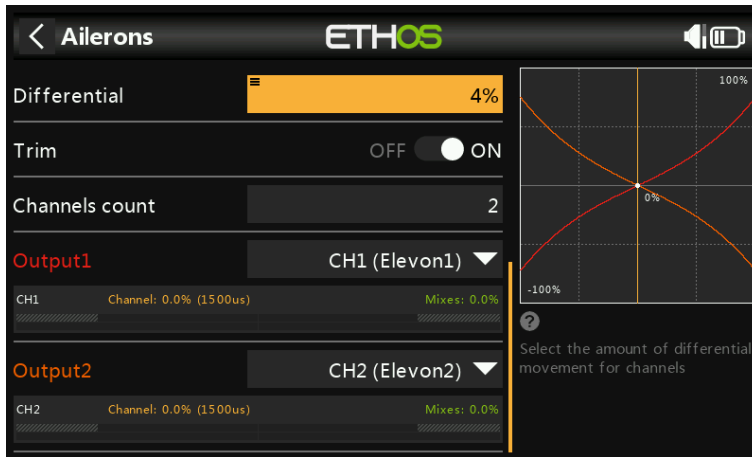 Ailerons
ETHOS
Differential
4%
Trim
OFF ON
Channels count
2
Output1
CH1 (Elevon1)
CH1 Channel: 0.0% (1500us) Mixes: 0.0%
Output2
CH2 (Elevon2)
CH2 Channel: 0.0% (1500us) Mixes: 0.0%
100%
0%
-100%
?
Select the amount of differential
movement for channels